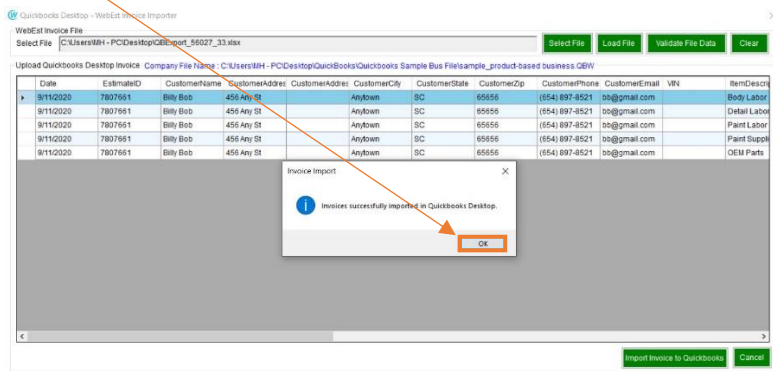 Quickbooks Desktop - WebEst Invoice Importer
WebEst Invoice File
Select File C:\Users\MH - PC\Desktop\QBExport_56027_33.xlsx Select File Load File Validate File Data Clear
Upload Quickbooks Desktop Invoice Company File Name : C:\Users\MH - PC\Desktop\QuickBooks\Quickbooks Sample Bus File\sample_product-based business.QBW
Date EstimateID CustomerName CustomerAddres CustomerAddres CustomerCity CustomerState CustomerZip CustomerPhone CustomerEmail VIN ItemDescrip
9/11/2020 7807661 Billy Bob 456 Any St Anytown SC 65656 (654) 897-8521 bb@gmail.com Body Labor
9/11/2020 7807661 Billy Bob 456 Any St Anytown SC 65656 (654) 897-8521 bb@gmail.com Detail Labor
9/11/2020 7807661 Billy Bob 456 Any St Anytown SC 65656 (654) 897-8521 bb@gmail.com Paint Labor
9/11/2020 7807661 Billy Bob 456 Any St Anytown SC 65656 (654) 897-8521 bb@gmail.com Paint Suppli
9/11/2020 7807661 Billy Bob 456 Any St Anytown SC 65656 (654) 897-8521 bb@gmail.com OEM Parts
Invoice Import
Invoices successfully imported in Quickbooks Desktop.
OK
Import Invoice to Quickbooks Cancel